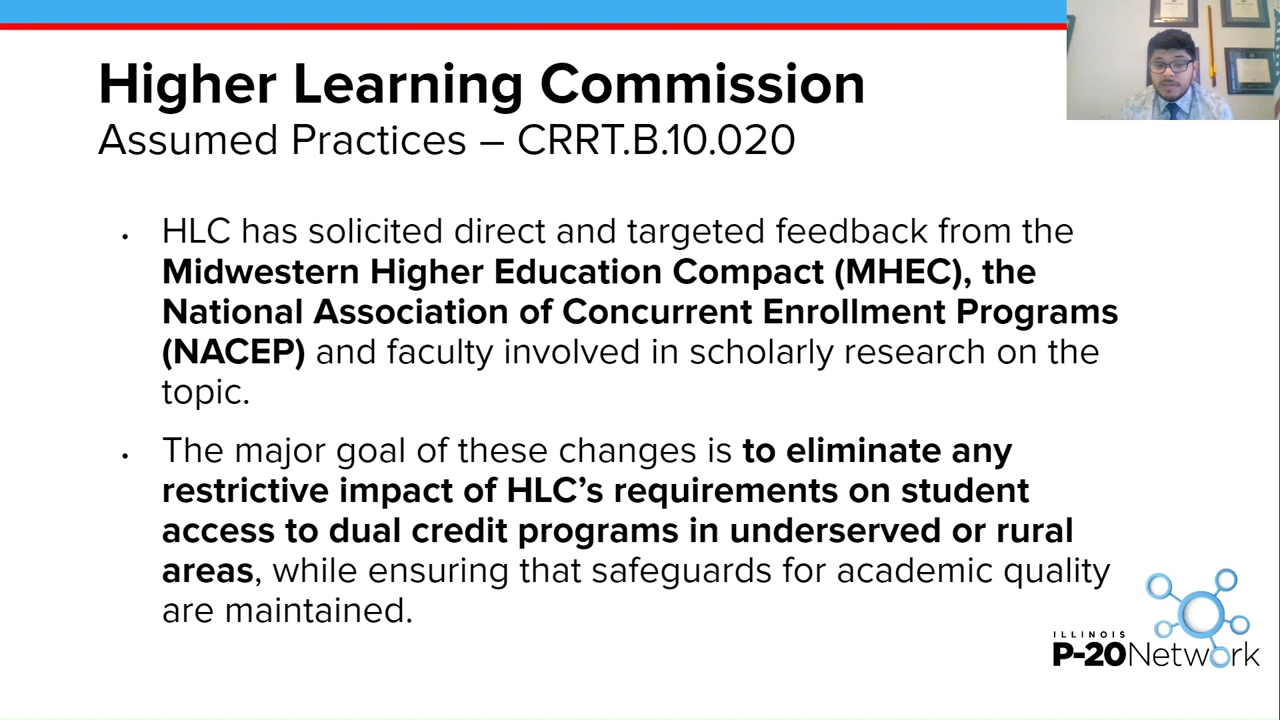 Higher Learning Commission
Assumed Practices – CRRT.B.10.020
• HLC has solicited direct and targeted feedback from the
Midwestern Higher Education Compact (MHEC), the
National Association of Concurrent Enrollment Programs
(NACEP) and faculty involved in scholarly research on the
topic.
• The major goal of these changes is to eliminate any
restrictive impact of HLC’s requirements on student
access to dual credit programs in underserved or rural
areas, while ensuring that safeguards for academic quality
are maintained.
ILLINOIS
P-20Network